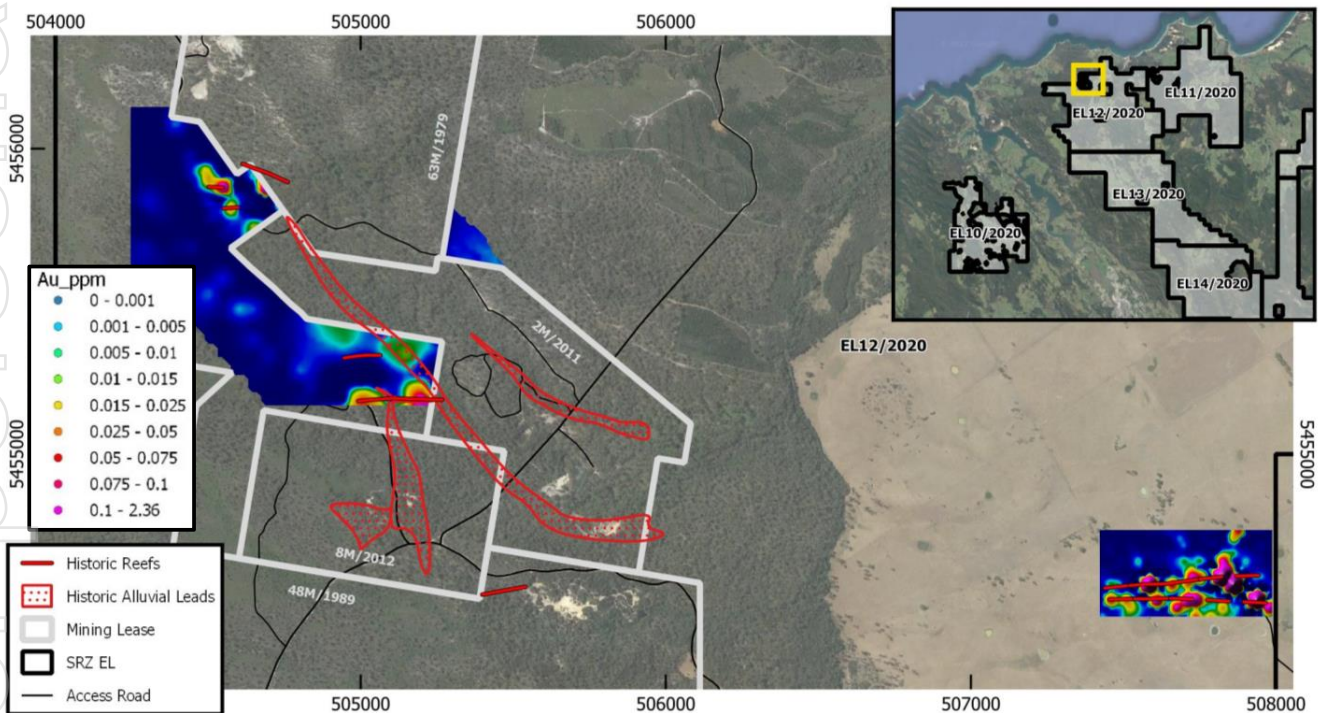 504000
505000
506000
5456000
5455000
63M/1979
2M/2011
8M/2012
48M/1989
EL12/2020
5455000
505000
506000
507000
508000
Au_ppm
0 - 0.001
0.001 - 0.005
0.005 - 0.01
0.01 - 0.015
0.015 - 0.025
0.025 - 0.05
0.05 - 0.075
0.075 - 0.1
0.1 - 2.36
Historic Reefs
Historic Alluvial Leads
Mining Lease
SRZ EL
Access Road
EL11/2020
EL12/2020
EL13/2020
EL10/2020
EL14/2020